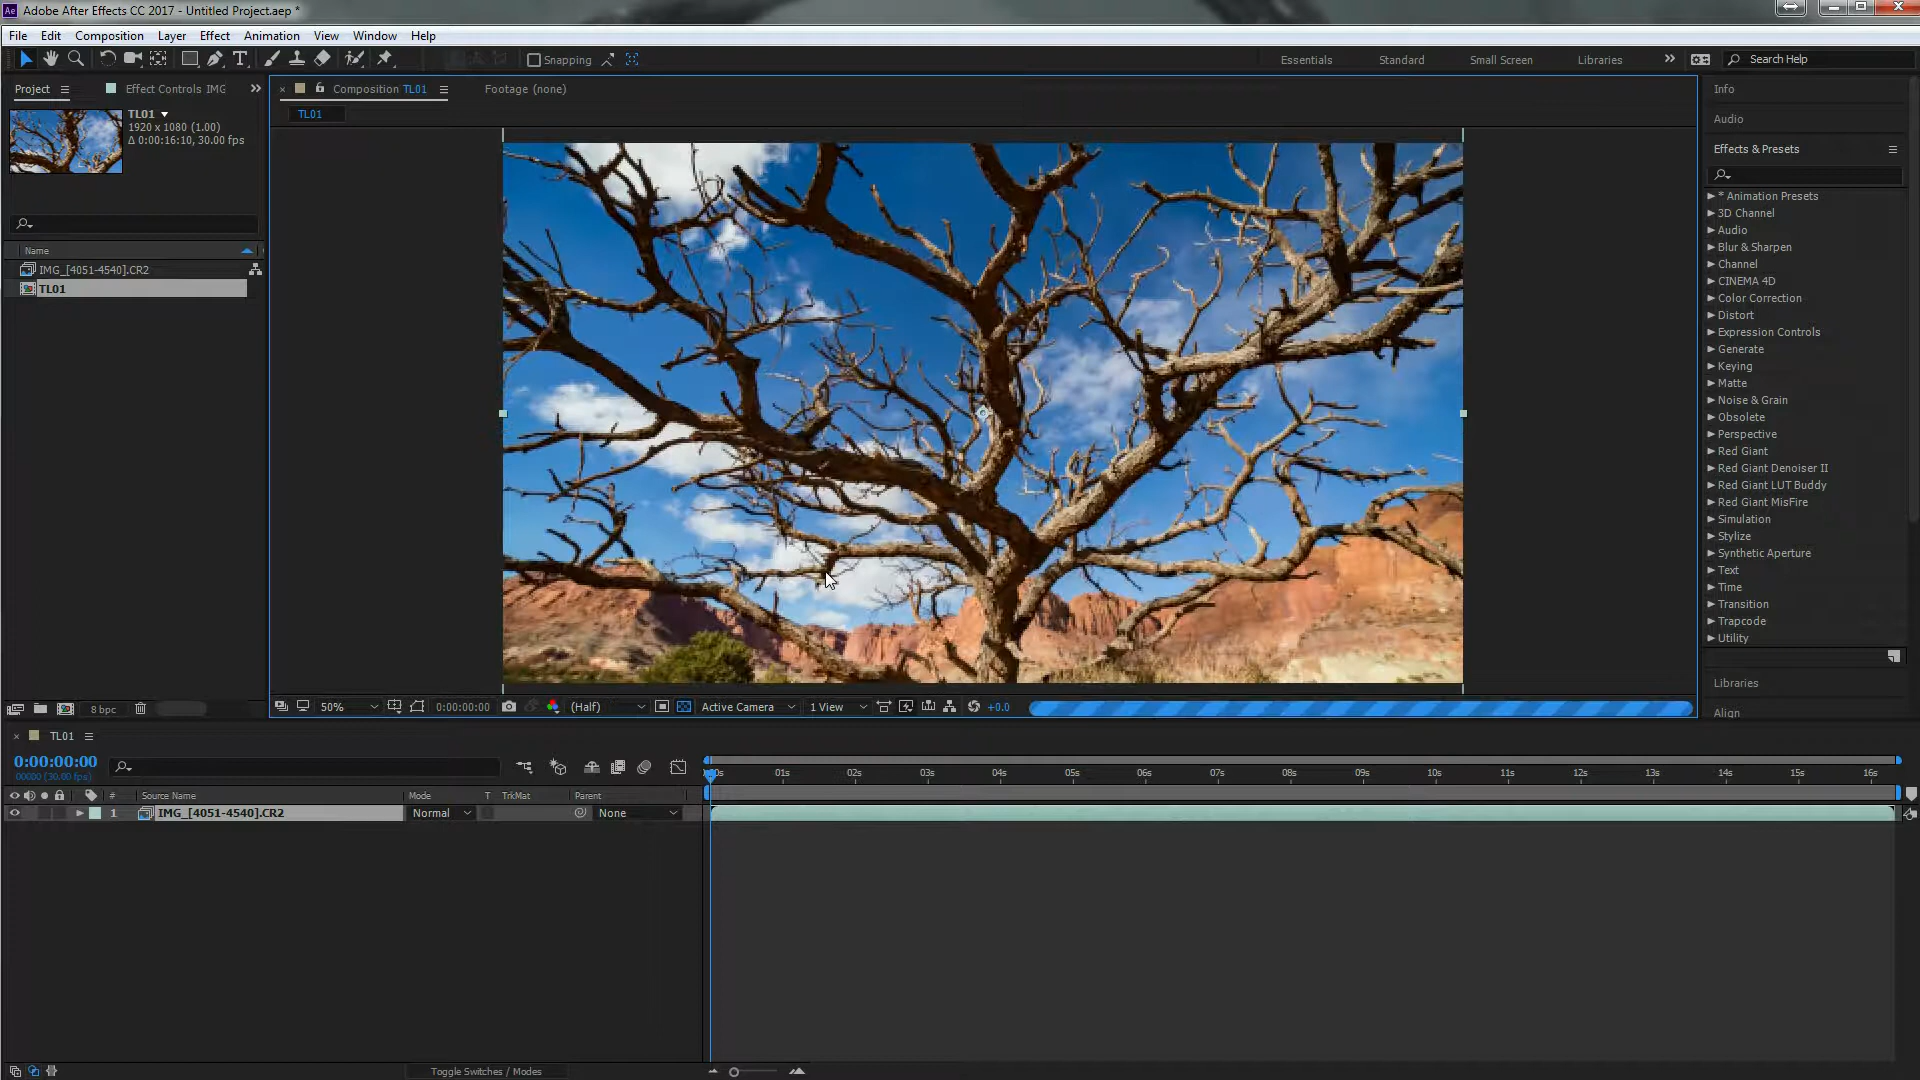 Ae Adobe After Effects CC 2017 - Untitled Project.aep *
File Edit Composition Layer Effect Animation View Window Help
T Snapping Essentials Standard Small Screen Libraries » Search Help
Project Effect Controls IMG »
× Composition TL01 Footage (none)
TL01
TL01
1920 x 1080 (1.00)
Δ 0:00:16:10, 30.00 fps
Name
IMG_[4051-4540].CR2
TL01
8 bpc
50% 0:00:00:00 (Half) Active Camera 1 View +0.0
Info
Audio
Effects & Presets
* Animation Presets
3D Channel
Audio
Blur & Sharpen
Channel
CINEMA 4D
Color Correction
Distort
Expression Controls
Generate
Keying
Matte
Noise & Grain
Obsolete
Perspective
Red Giant
Red Giant Denoiser II
Red Giant LUT Buddy
Red Giant MisFire
Simulation
Stylize
Synthetic Aperture
Text
Time
Transition
Trapcode
Utility
Libraries
Align
× TL01
0:00:00:00
00000 (30.00 fps)
01s 02s 03s 04s 05s 06s 07s 08s 09s 10s 11s 12s 13s 14s 15s 16s
# Source Name Mode T TrkMat Parent
1 IMG_[4051-4540].CR2 Normal None
Toggle Switches / Modes